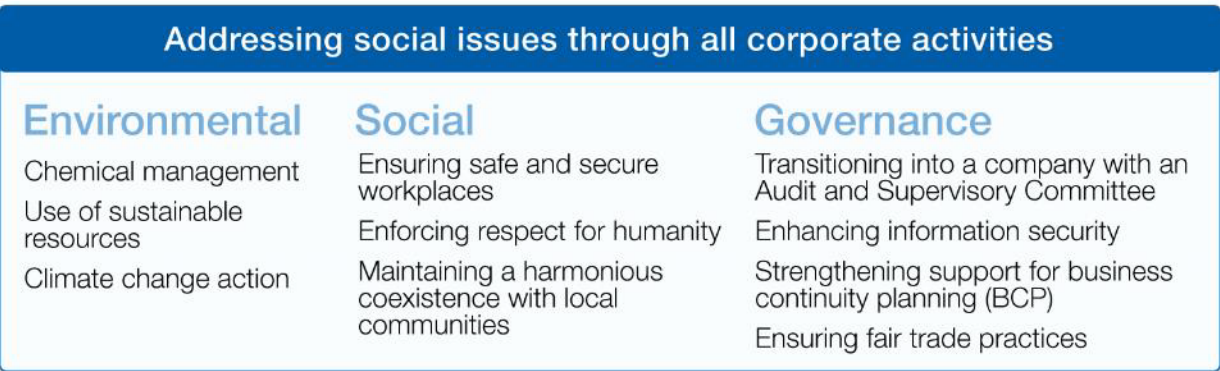 Addressing social issues through all corporate activities
Environmental
Chemical management
Use of sustainable
resources
Climate change action
Social
Ensuring safe and secure
workplaces
Enforcing respect for humanity
Maintaining a harmonious
coexistence with local
communities
Governance
Transitioning into a company with an
Audit and Supervisory Committee
Enhancing information security
Strengthening support for business
continuity planning (BCP)
Ensuring fair trade practices